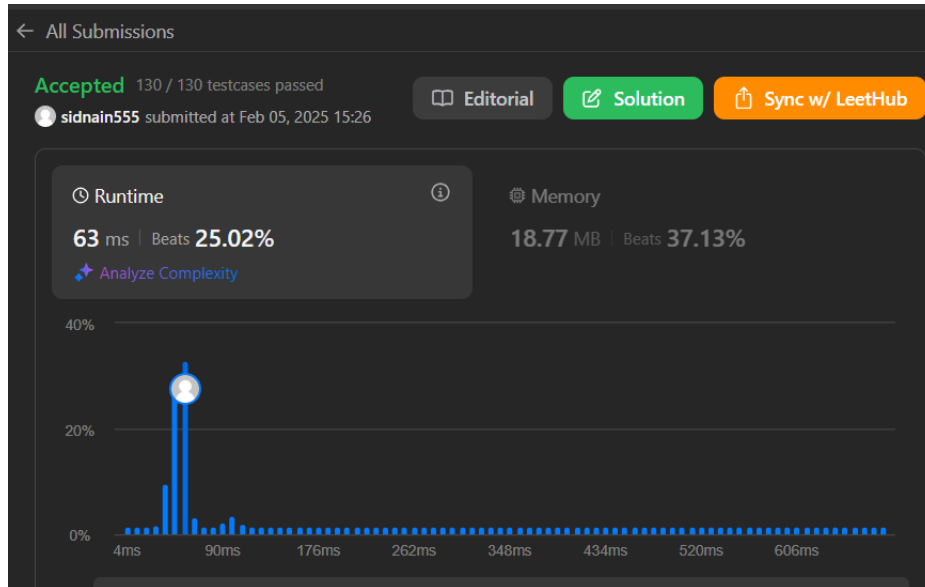 ← All Submissions
Accepted 130 / 130 testcases passed
Editorial
Solution
Sync w/ LeetHub
sidnain555 submitted at Feb 05, 2025 15:26
Runtime
63 ms | Beats 25.02%
Analyze Complexity
Memory
18.77 MB | Beats 37.13%
40%
20%
0%
4ms 90ms 176ms 262ms 348ms 434ms 520ms 606ms